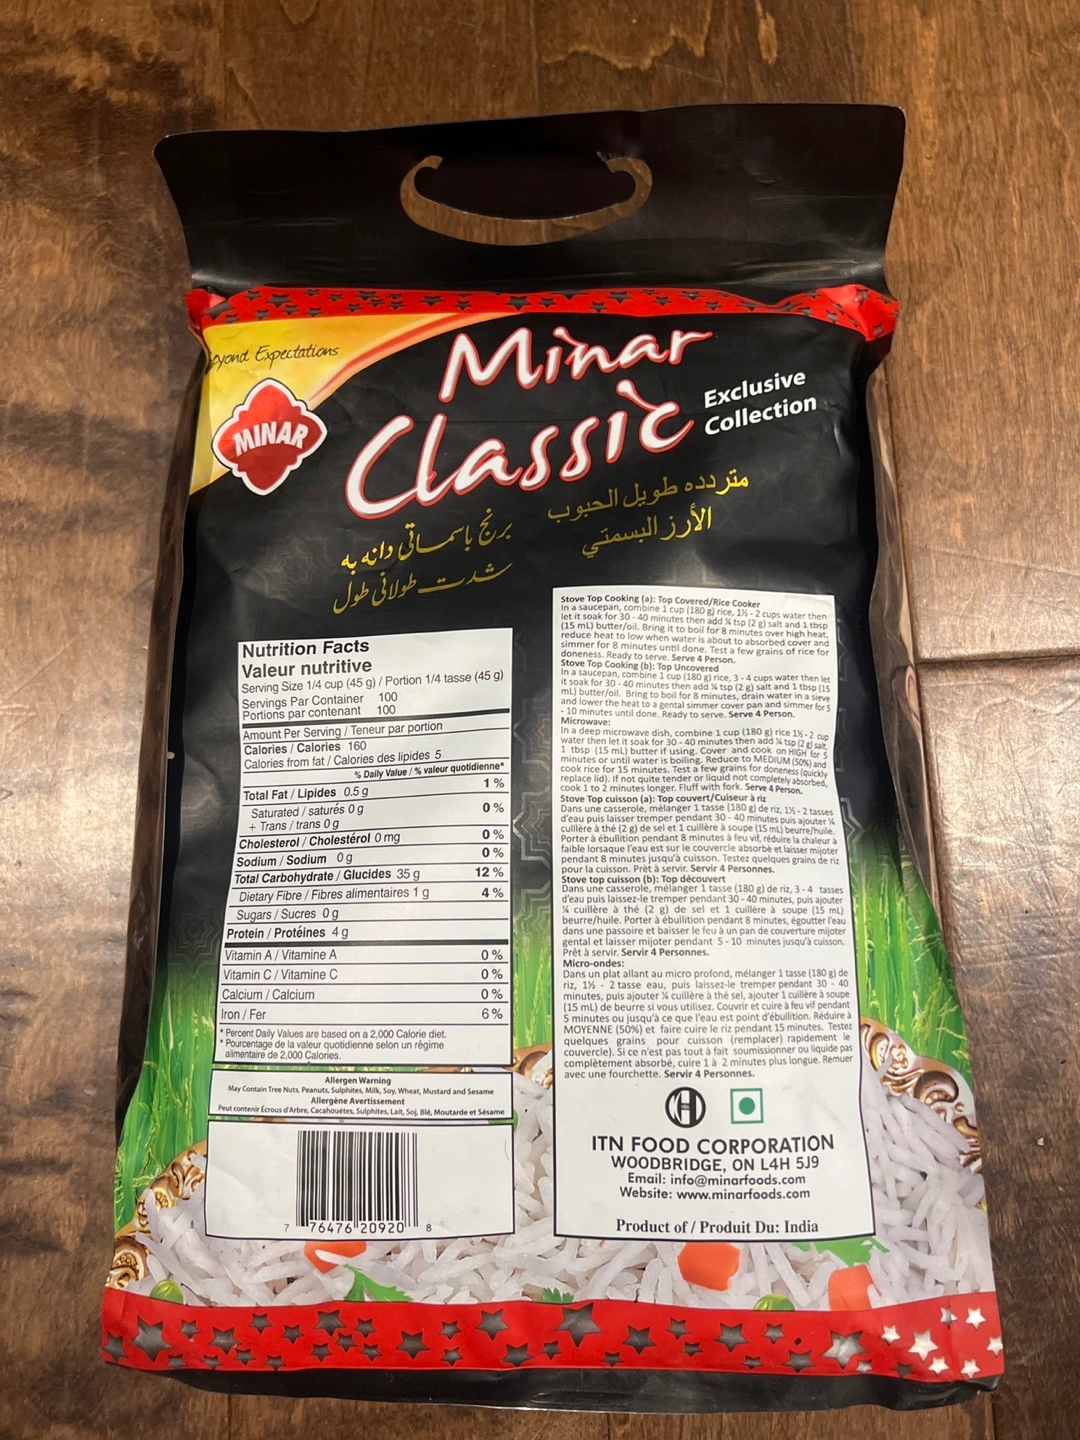 Beyond Expectations
MINAR
Minar
Classic
Exclusive
Collection
برنج باسماتی دانه به
شدت طولانی طول
متر دده طويل الحبوب
الأرز البسمتي
Nutrition Facts
Valeur nutritive
Serving Size 1/4 cup (45 g) / Portion 1/4 tasse (45 g)
Servings Par Container 100
Portions par contenant 100
Amount Per Serving / Teneur par portion
Calories / Calories 160
Calories from fat / Calories des lipides 5
% Daily Value / % valeur quotidienne*
Total Fat / Lipides 0.5 g 1 %
Saturated / saturés 0 g 0 %
+ Trans / trans 0 g
Cholesterol / Cholestérol 0 mg 0 %
Sodium / Sodium 0 g 0 %
Total Carbohydrate / Glucides 35 g 12 %
Dietary Fibre / Fibres alimentaires 1 g 4 %
Sugars / Sucres 0 g
Protein / Protéines 4 g
Vitamin A / Vitamine A 0 %
Vitamin C / Vitamine C 0 %
Calcium / Calcium 0 %
Iron / Fer 6 %
* Percent Daily Values are based on a 2,000 Calorie diet.
* Pourcentage de la valeur quotidienne selon un régime
alimentaire de 2,000 Calories.
Allergen Warning
May Contain Tree Nuts, Peanuts, Sulphites, Milk, Soy, Wheat, Mustard and Sesame
Allergène Avertissement
Peut contenir Écrous d'Arbre, Cacahouètes, Sulphites, Lait, Soj, Blé, Moutarde et Sésame
7 76476 20920 8
Stove Top Cooking (a): Top Covered/Rice Cooker
In a saucepan, combine 1 cup (180 g) rice, 1½ - 2 cups water then
let it soak for 30 - 40 minutes then add ¼ tsp (2 g) salt and 1 tbsp
(15 mL) butter/oil. Bring it to boil for 8 minutes over high heat,
reduce heat to low when water is about to absorbed cover and
simmer for 8 minutes until done. Test a few grains of rice for
doneness. Ready to serve. Serve 4 Person.
Stove Top Cooking (b): Top Uncovered
In a saucepan, combine 1 cup (180 g) rice, 3 - 4 cups water then let
it soak for 30 - 40 minutes then add ¼ tsp (2 g) salt and 1 tbsp (15
mL) butter/oil. Bring to boil for 8 minutes, drain water in a sieve
and lower the heat to a gental simmer cover pan and simmer for 5
- 10 minutes until done. Ready to serve. Serve 4 Person.
Microwave:
In a deep microwave dish, combine 1 cup (180 g) rice 1½ - 2 cup
water then let it soak for 30 - 40 minutes then add ¼ tsp (2 g) salt,
1 tbsp (15 mL) butter if using. Cover and cook on HIGH for 5
minutes or until water is boiling. Reduce to MEDIUM (50%) and
cook rice for 15 minutes. Test a few grains for doneness (quickly
replace lid). If not quite tender or liquid not completely absorbed,
cook 1 to 2 minutes longer. Fluff with fork. Serve 4 Person.
Stove Top cuisson (a): Top couvert/Cuiseur à riz
Dans une casserole, mélanger 1 tasse (180 g) de riz, 1½ - 2 tasses
d'eau puis laisser tremper pendant 30 - 40 minutes puis ajouter ¼
cuillère à thé (2 g) de sel et 1 cuillère à soupe (15 mL) beurre/huile.
Porter à ébullition pendant 8 minutes à feu vif, réduire la chaleur à
faible lorsque l'eau est sur le couvercle absorbé et laisser mijoter
pendant 8 minutes jusqu'à cuisson. Testez quelques grains de riz
pour la cuisson. Prêt à servir. Servir 4 Personnes.
Stove top cuisson (b): Top découvert
Dans une casserole, mélanger 1 tasse (180 g) de riz, 3 - 4 tasses
d'eau puis laissez-le tremper pendant 30 - 40 minutes, puis ajouter
¼ cuillère à thé (2 g) de sel et 1 cuillère à soupe (15 mL)
beurre/huile. Porter à ébullition pendant 8 minutes, égoutter l'eau
dans une passoire et baisser le feu à un pan de couverture mijoter
gental et laisser mijoter pendant 5 - 10 minutes jusqu'à cuisson.
Prêt à servir. Servir 4 Personnes.
Micro-ondes:
Dans un plat allant au micro profond, mélanger 1 tasse (180 g) de
riz, 1½ - 2 tasse eau, puis laissez-le tremper pendant 30 - 40
minutes, puis ajouter ¼ cuillère à thé sel, ajouter 1 cuillère à soupe
(15 mL) de beurre si vous utilisez. Couvrir et cuire à feu vif pendant
5 minutes ou jusqu'à ce que l'eau est point d'ébullition. Réduire à
MOYENNE (50%) et faire cuire le riz pendant 15 minutes. Testez
quelques grains pour cuisson (remplacer) rapidement le
couvercle). Si ce n'est pas tout à fait soumissionner ou liquide pas
complètement absorbé, cuire 1 à 2 minutes plus longue. Remuer
avec une fourchette. Servir 4 Personnes.
ITN FOOD CORPORATION
WOODBRIDGE, ON L4H 5J9
Email: info@minarfoods.com
Website: www.minarfoods.com
Product of / Produit Du: India